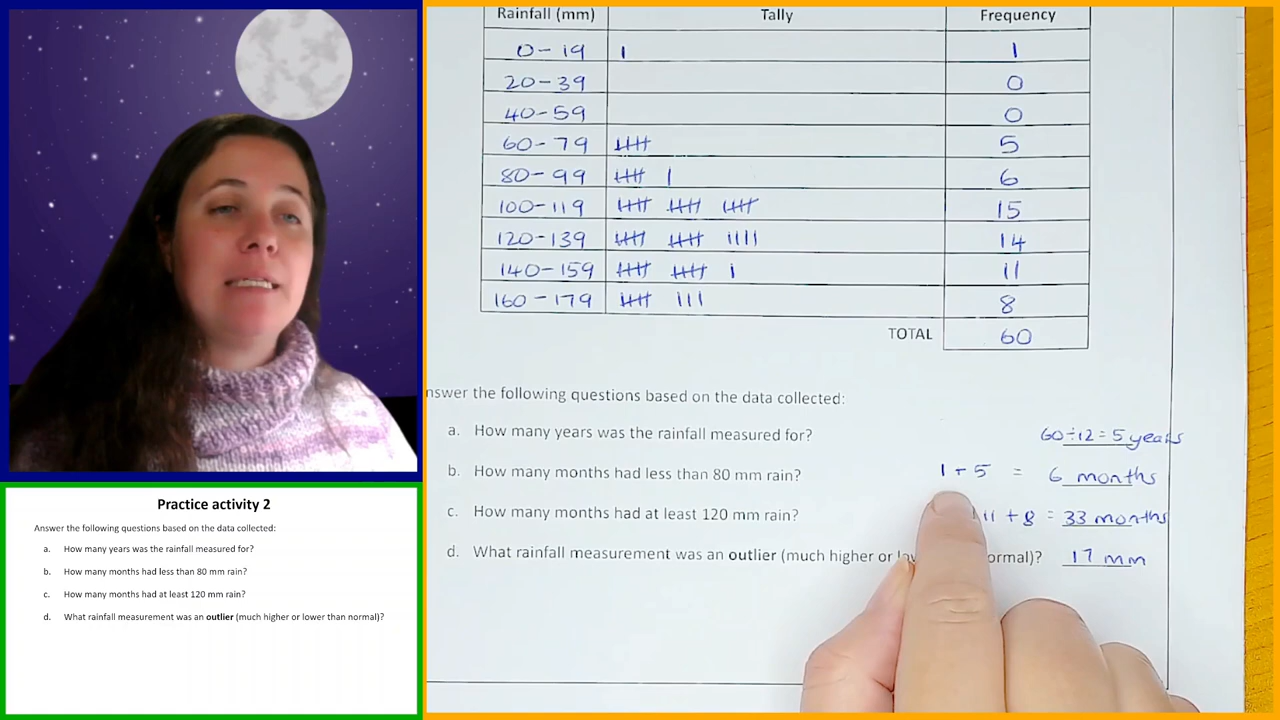 Rainfall (mm) Tally Frequency
0-19 I 1
20-39 0
40-59 0
60-79 5
80-99 6
100-119 15
120-139 14
140-159 11
160-179 8
TOTAL 60
nswer the following questions based on the data collected:
a. How many years was the rainfall measured for? 60÷12=5 years
b. How many months had less than 80 mm rain? 1+5 = 6 months
c. How many months had at least 120 mm rain? 11 + 8 = 33 months
d. What rainfall measurement was an outlier (much higher or ormal)? 17 mm
Practice activity 2
Answer the following questions based on the data collected:
a. How many years was the rainfall measured for?
b. How many months had less than 80 mm rain?
c. How many months had at least 120 mm rain?
d. What rainfall measurement was an outlier (much higher or lower than normal)?